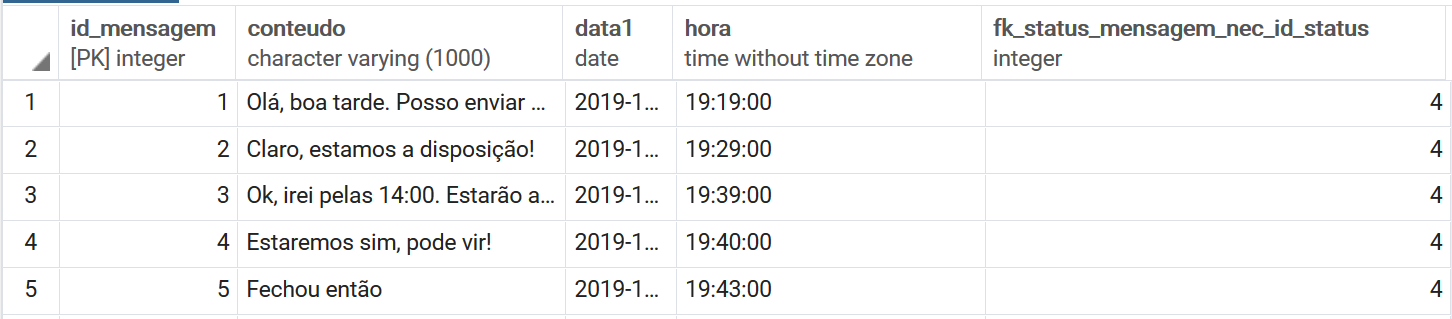 id_mensagem conteudo data1 hora fk_status_mensagem_nec_id_status
[PK] integer character varying (1000) date time without time zone integer
1 1 Olá, boa tarde. Posso enviar ... 2019-1... 19:19:00 4
2 2 Claro, estamos a disposição! 2019-1... 19:29:00 4
3 3 Ok, irei pelas 14:00. Estarão a... 2019-1... 19:39:00 4
4 4 Estaremos sim, pode vir! 2019-1... 19:40:00 4
5 5 Fechou então 2019-1... 19:43:00 4